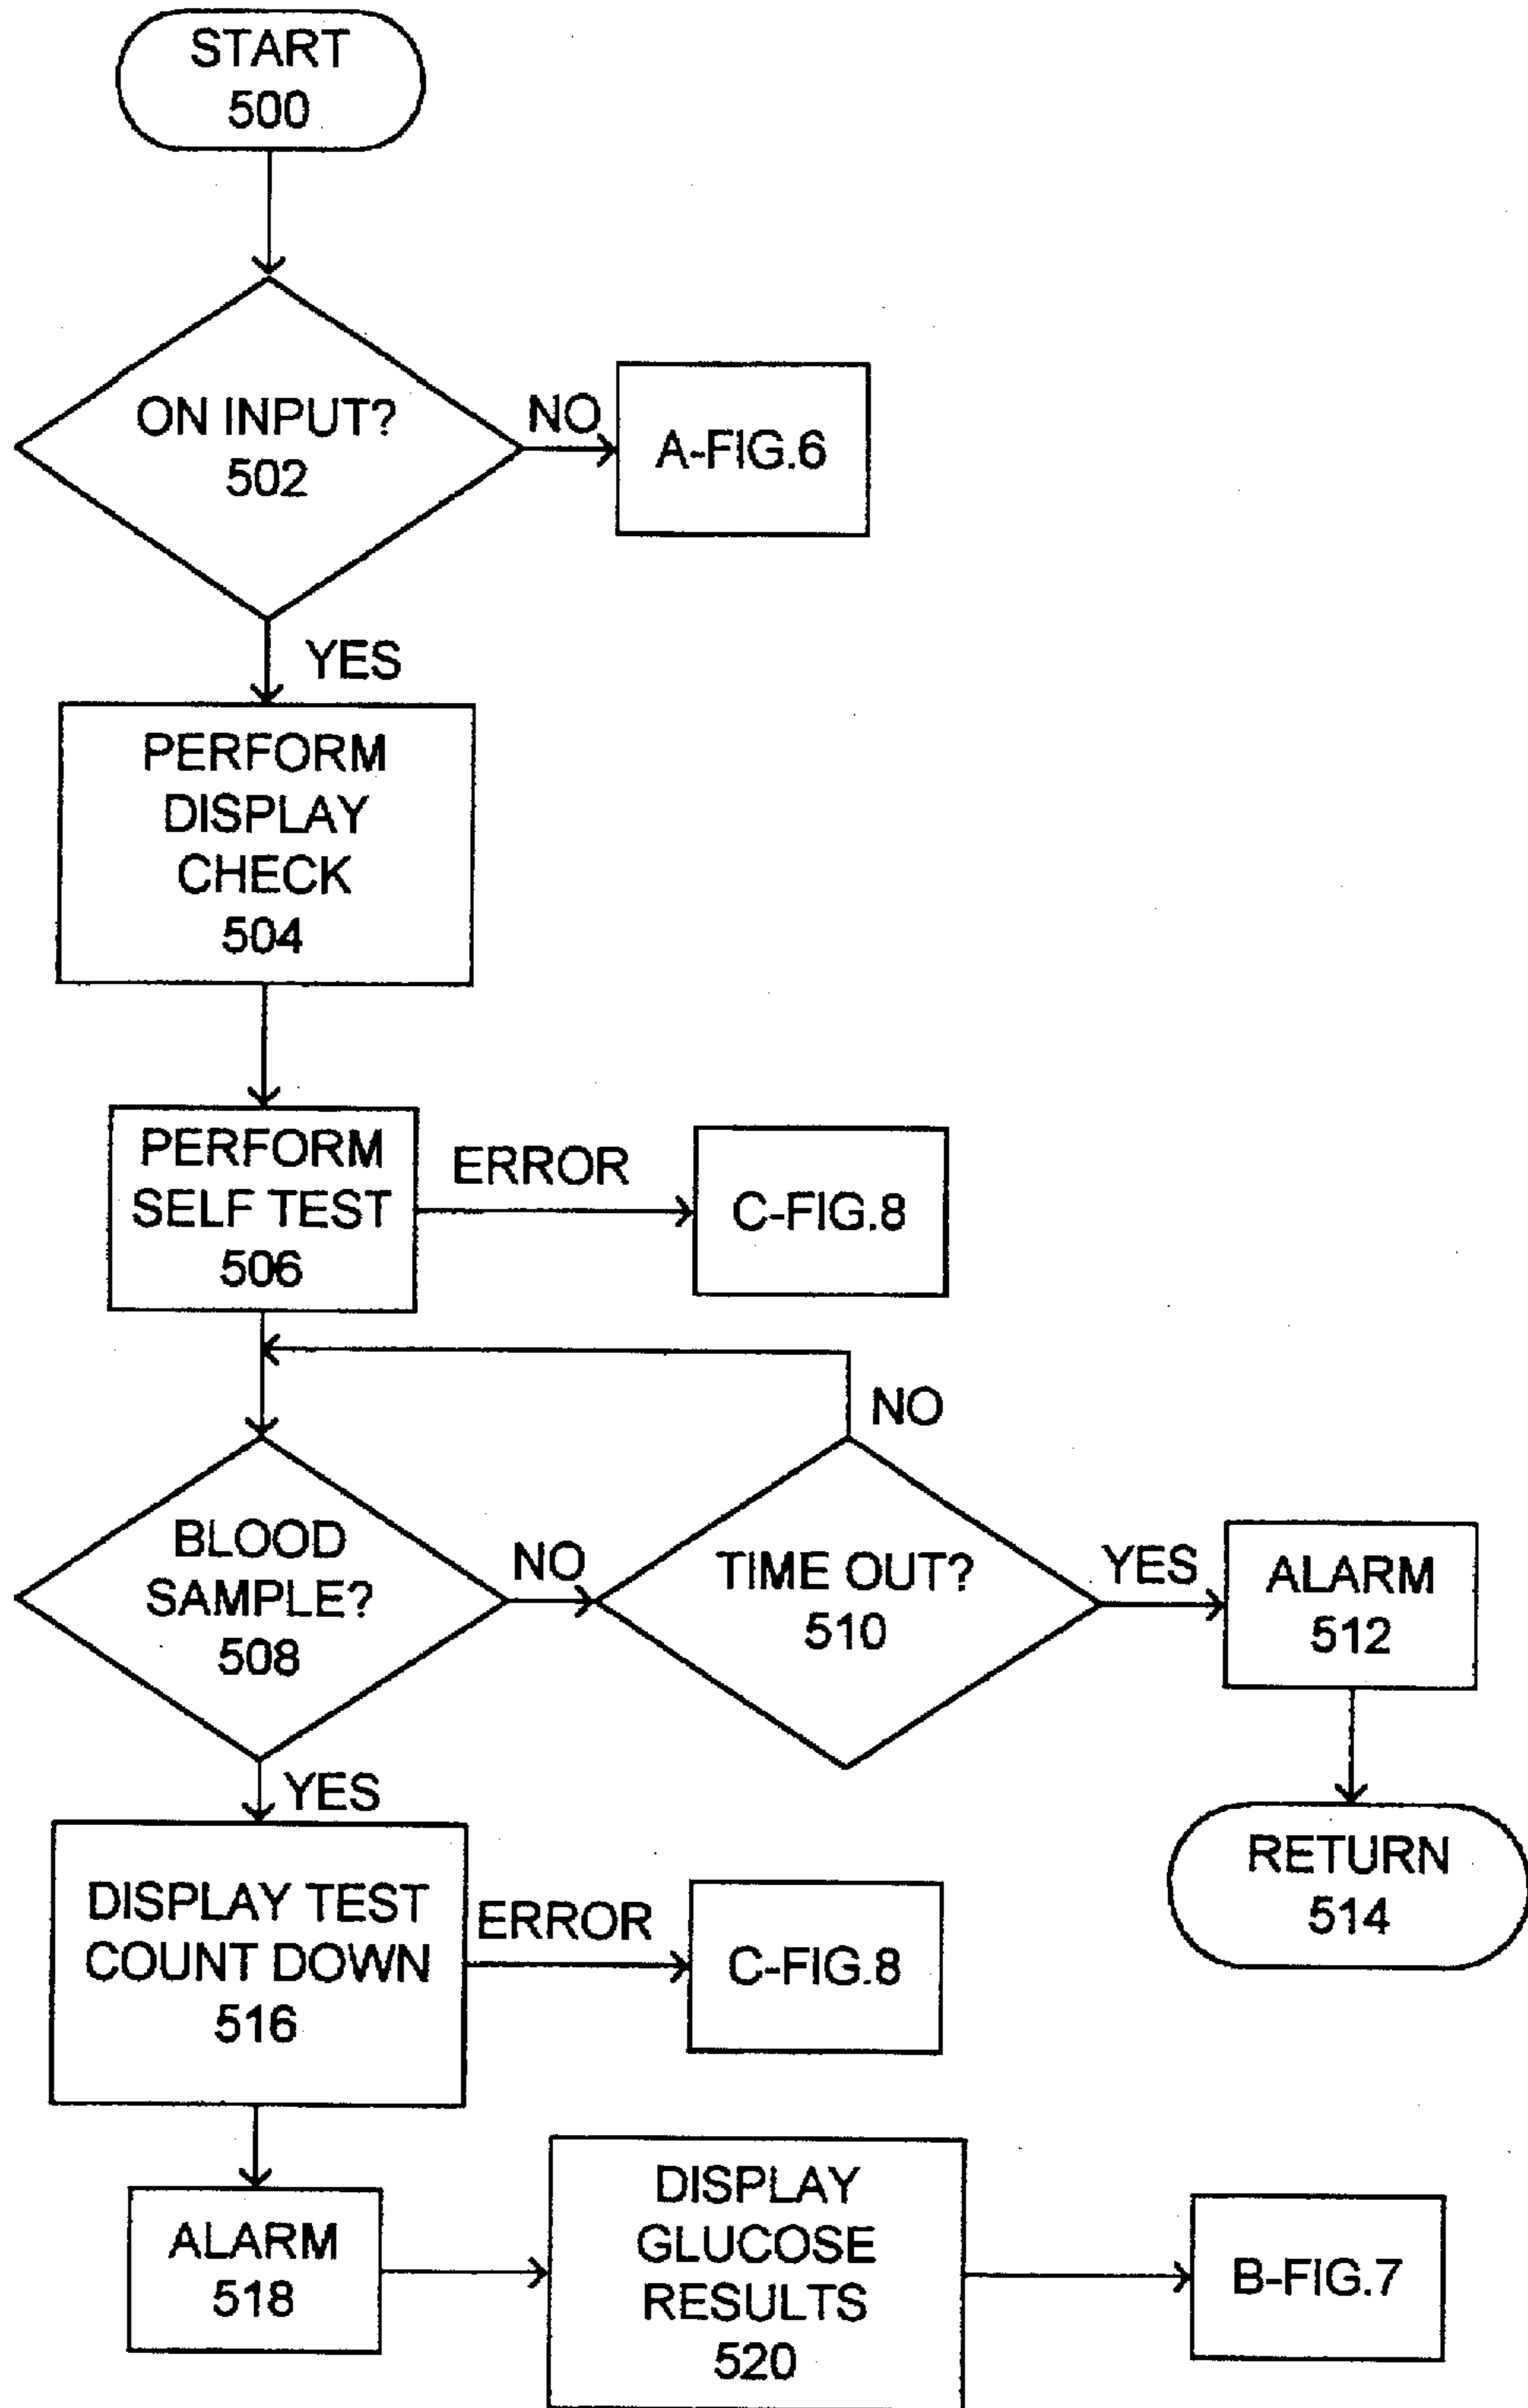 START
500
ON INPUT?
502
NO
A-FIG.6
YES
PERFORM
DISPLAY
CHECK
504
PERFORM
SELF TEST
506
ERROR
C-FIG.8
NO
BLOOD
SAMPLE?
508
NO
TIME OUT?
510
YES
ALARM
512
RETURN
514
YES
DISPLAY TEST
COUNT DOWN
516
ERROR
C-FIG.8
ALARM
518
DISPLAY
GLUCOSE
RESULTS
520
B-FIG.7